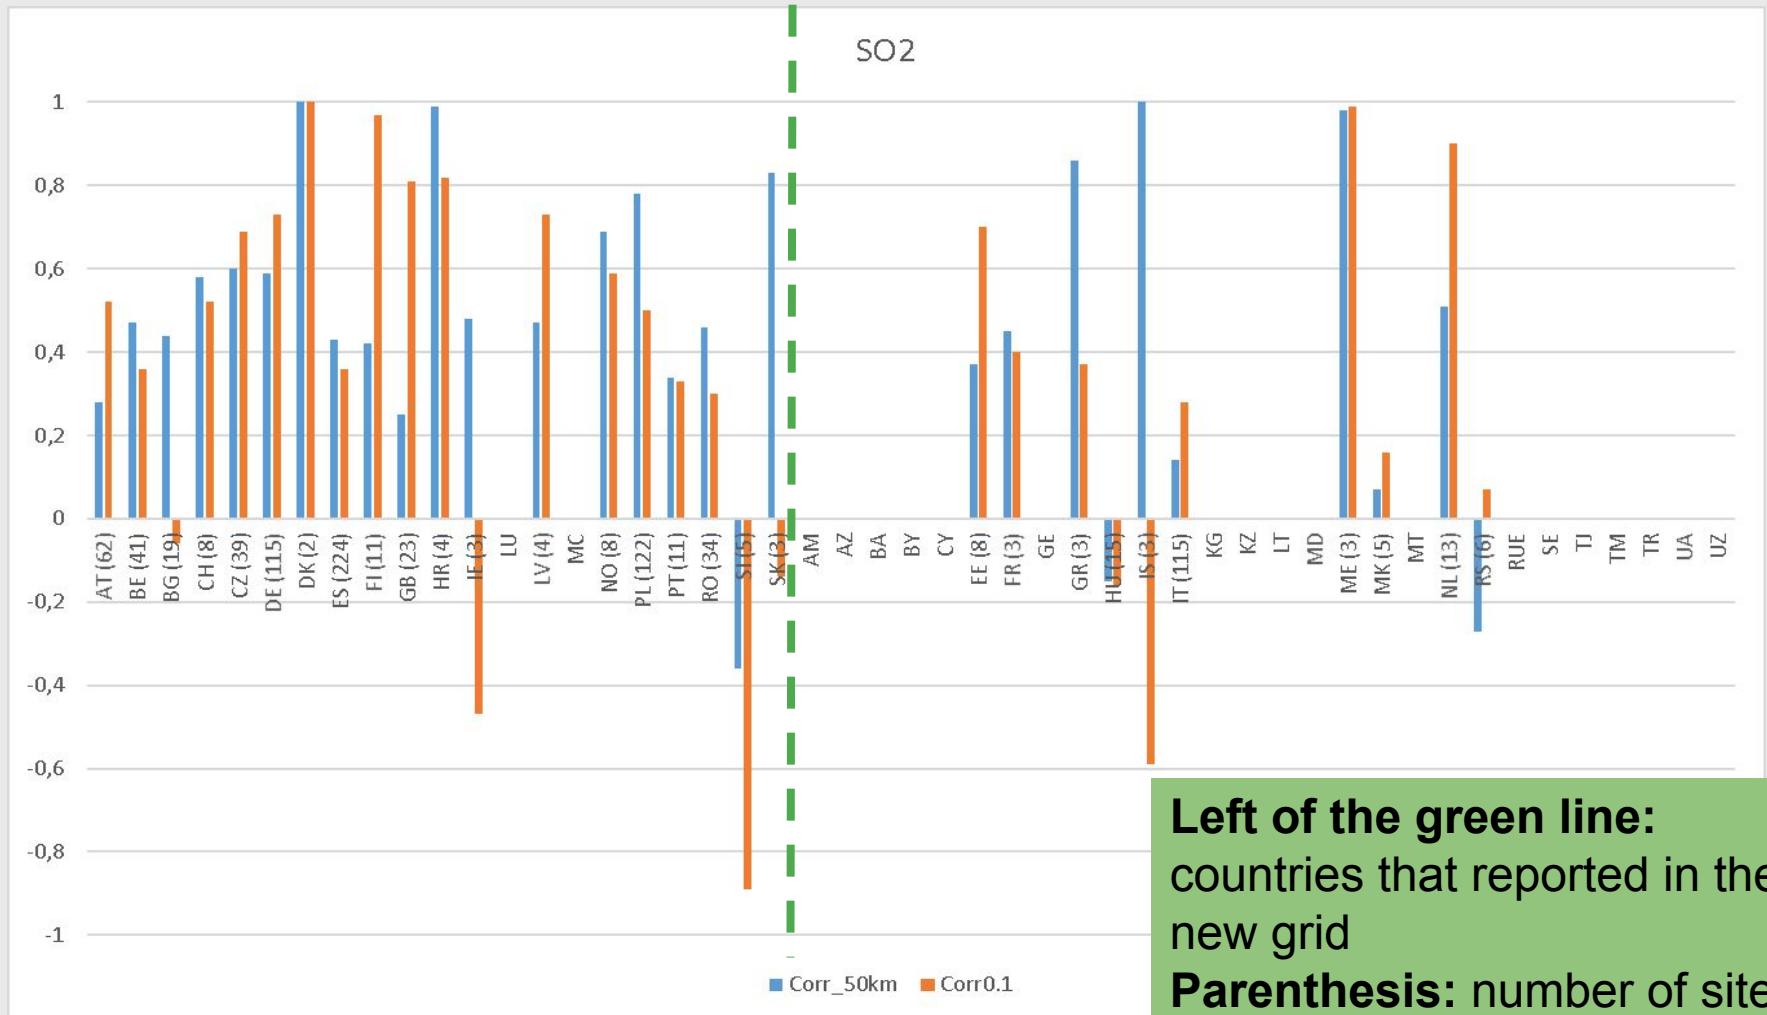 SO2
1
0,8
0,6
0,4
0,2
0
-0,2
-0,4
-0,6
-0,8
-1
AT (62)
BE (41)
BG (19)
CH (8)
CZ (39)
DE (115)
DK (2)
ES (224)
FI (11)
GB (23)
HR (4)
IE (3)
LU
LV (4)
MC
NO (8)
PL (122)
PT (11)
RO (34)
SI (5)
SK (3)
AM
AZ
BA
BY
CY
EE (8)
FR (3)
GE
GR (3)
HU (15)
IS (3)
IT (115)
KG
KZ
LT
MD
ME (3)
MK (5)
MT
NL (13)
RS (6)
RUE
SE
TJ
TM
TR
UA
UZ
Corr_50km
Corr0.1
Left of the green line:
countries that reported in the
new grid
Parenthesis: number of site